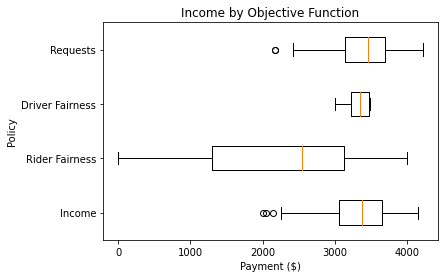 Income by Objective Function
Policy
Requests
Driver Fairness
Rider Fairness
Income
0 1000 2000 3000 4000
Payment ($)